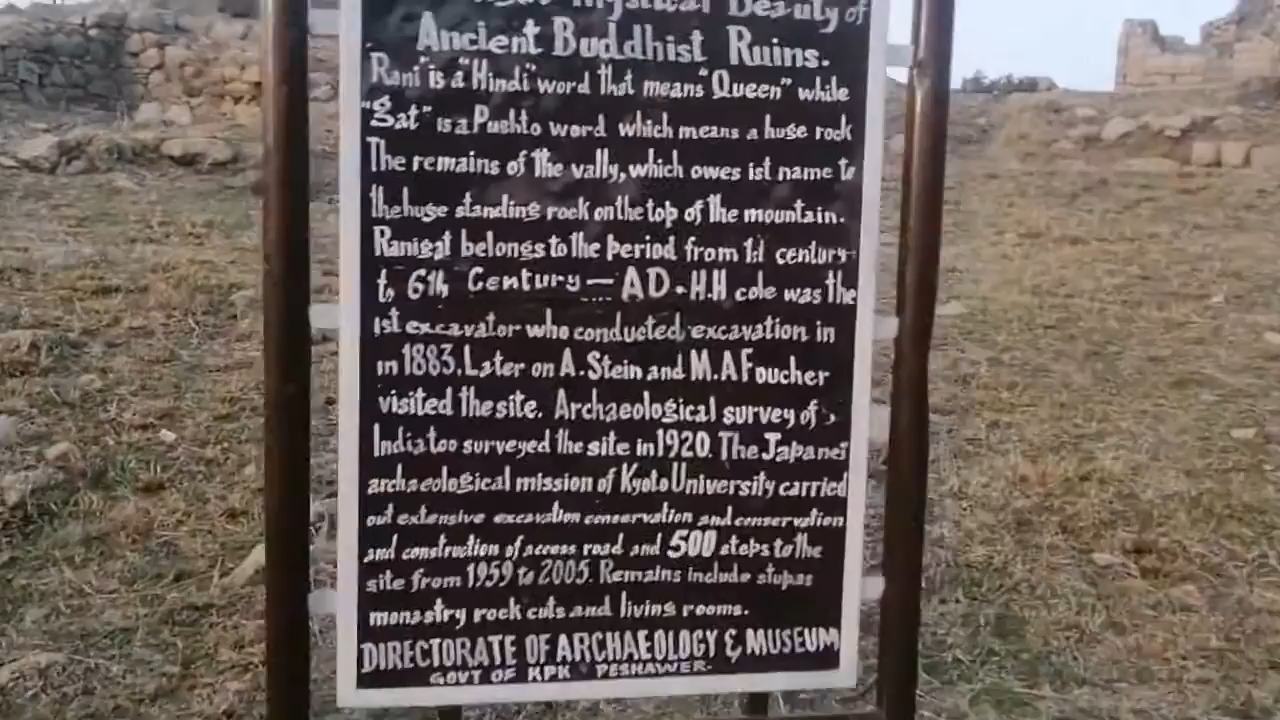 Mystical Beauty of
Ancient Buddhist Ruins.
"Rani" is a "Hindi" word that means "Queen" while
"Gat" is a Pushto word which means a huge rock
The remains of the vally, which owes ist name to
the huge standing rock on the top of the mountain.
Ranigat belongs to the period from 1st century
to 6th Century — AD. H.H cole was the
1st excavator who conducted excavation in
in 1883. Later on A. Stein and M.A Foucher
visited the site. Archaeological survey of
India too surveyed the site in 1920. The Japanes
archaeological mission of Kyoto University carried
out extensive excavation conservation and conservation
and construction of access road and 500 steps to the
site from 1959 to 2005. Remains include stupas
monastry rock cuts and living rooms.
DIRECTORATE OF ARCHAEOLOGY & MUSEUM
GOVT OF KPK PESHAWER.